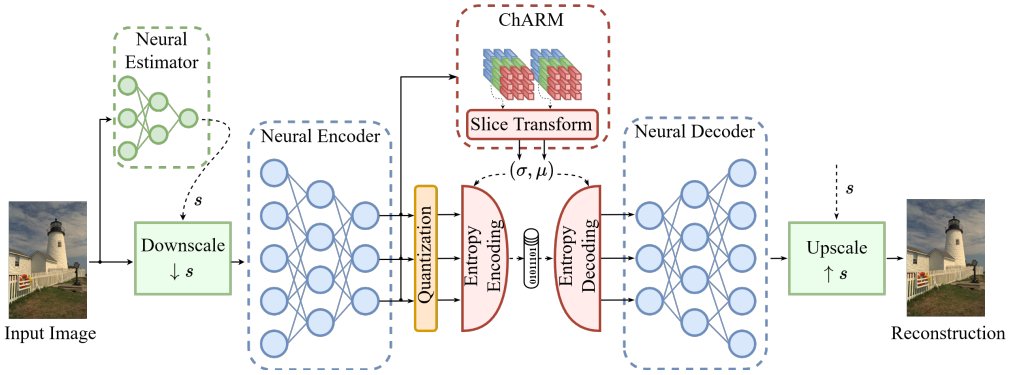 ChARM
Neural
Estimator
Slice Transform
Neural Encoder
Neural Decoder
(σ, μ)
s
s
Downscale
↓ s
Quantization
Entropy
Encoding
Entropy
Decoding
Upscale
↑ s
Input Image
Reconstruction